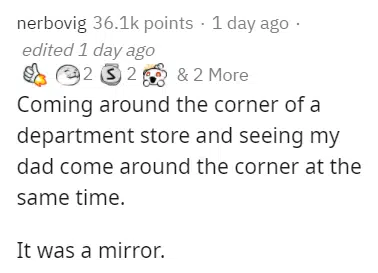 nerbovig 36.1k points · 1 day ago ·
edited 1 day ago
2 S 2 & 2 More
Coming around the corner of a
department store and seeing my
dad come around the corner at the
same time.
It was a mirror.